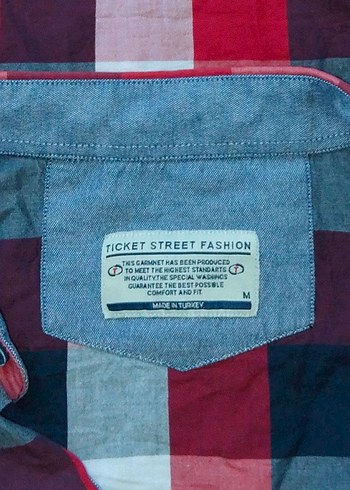 TICKET STREET FASHION
THIS GARMNET HAS BEEN PRODUCED
TO MEET THE HIGHEST STANDARTS
IN QUALITY.THE SPECIAL WASHINGS
GUARANTEE THE BEST POSSIBLE
COMFORT AND FIT
M
MADE IN TURKEY